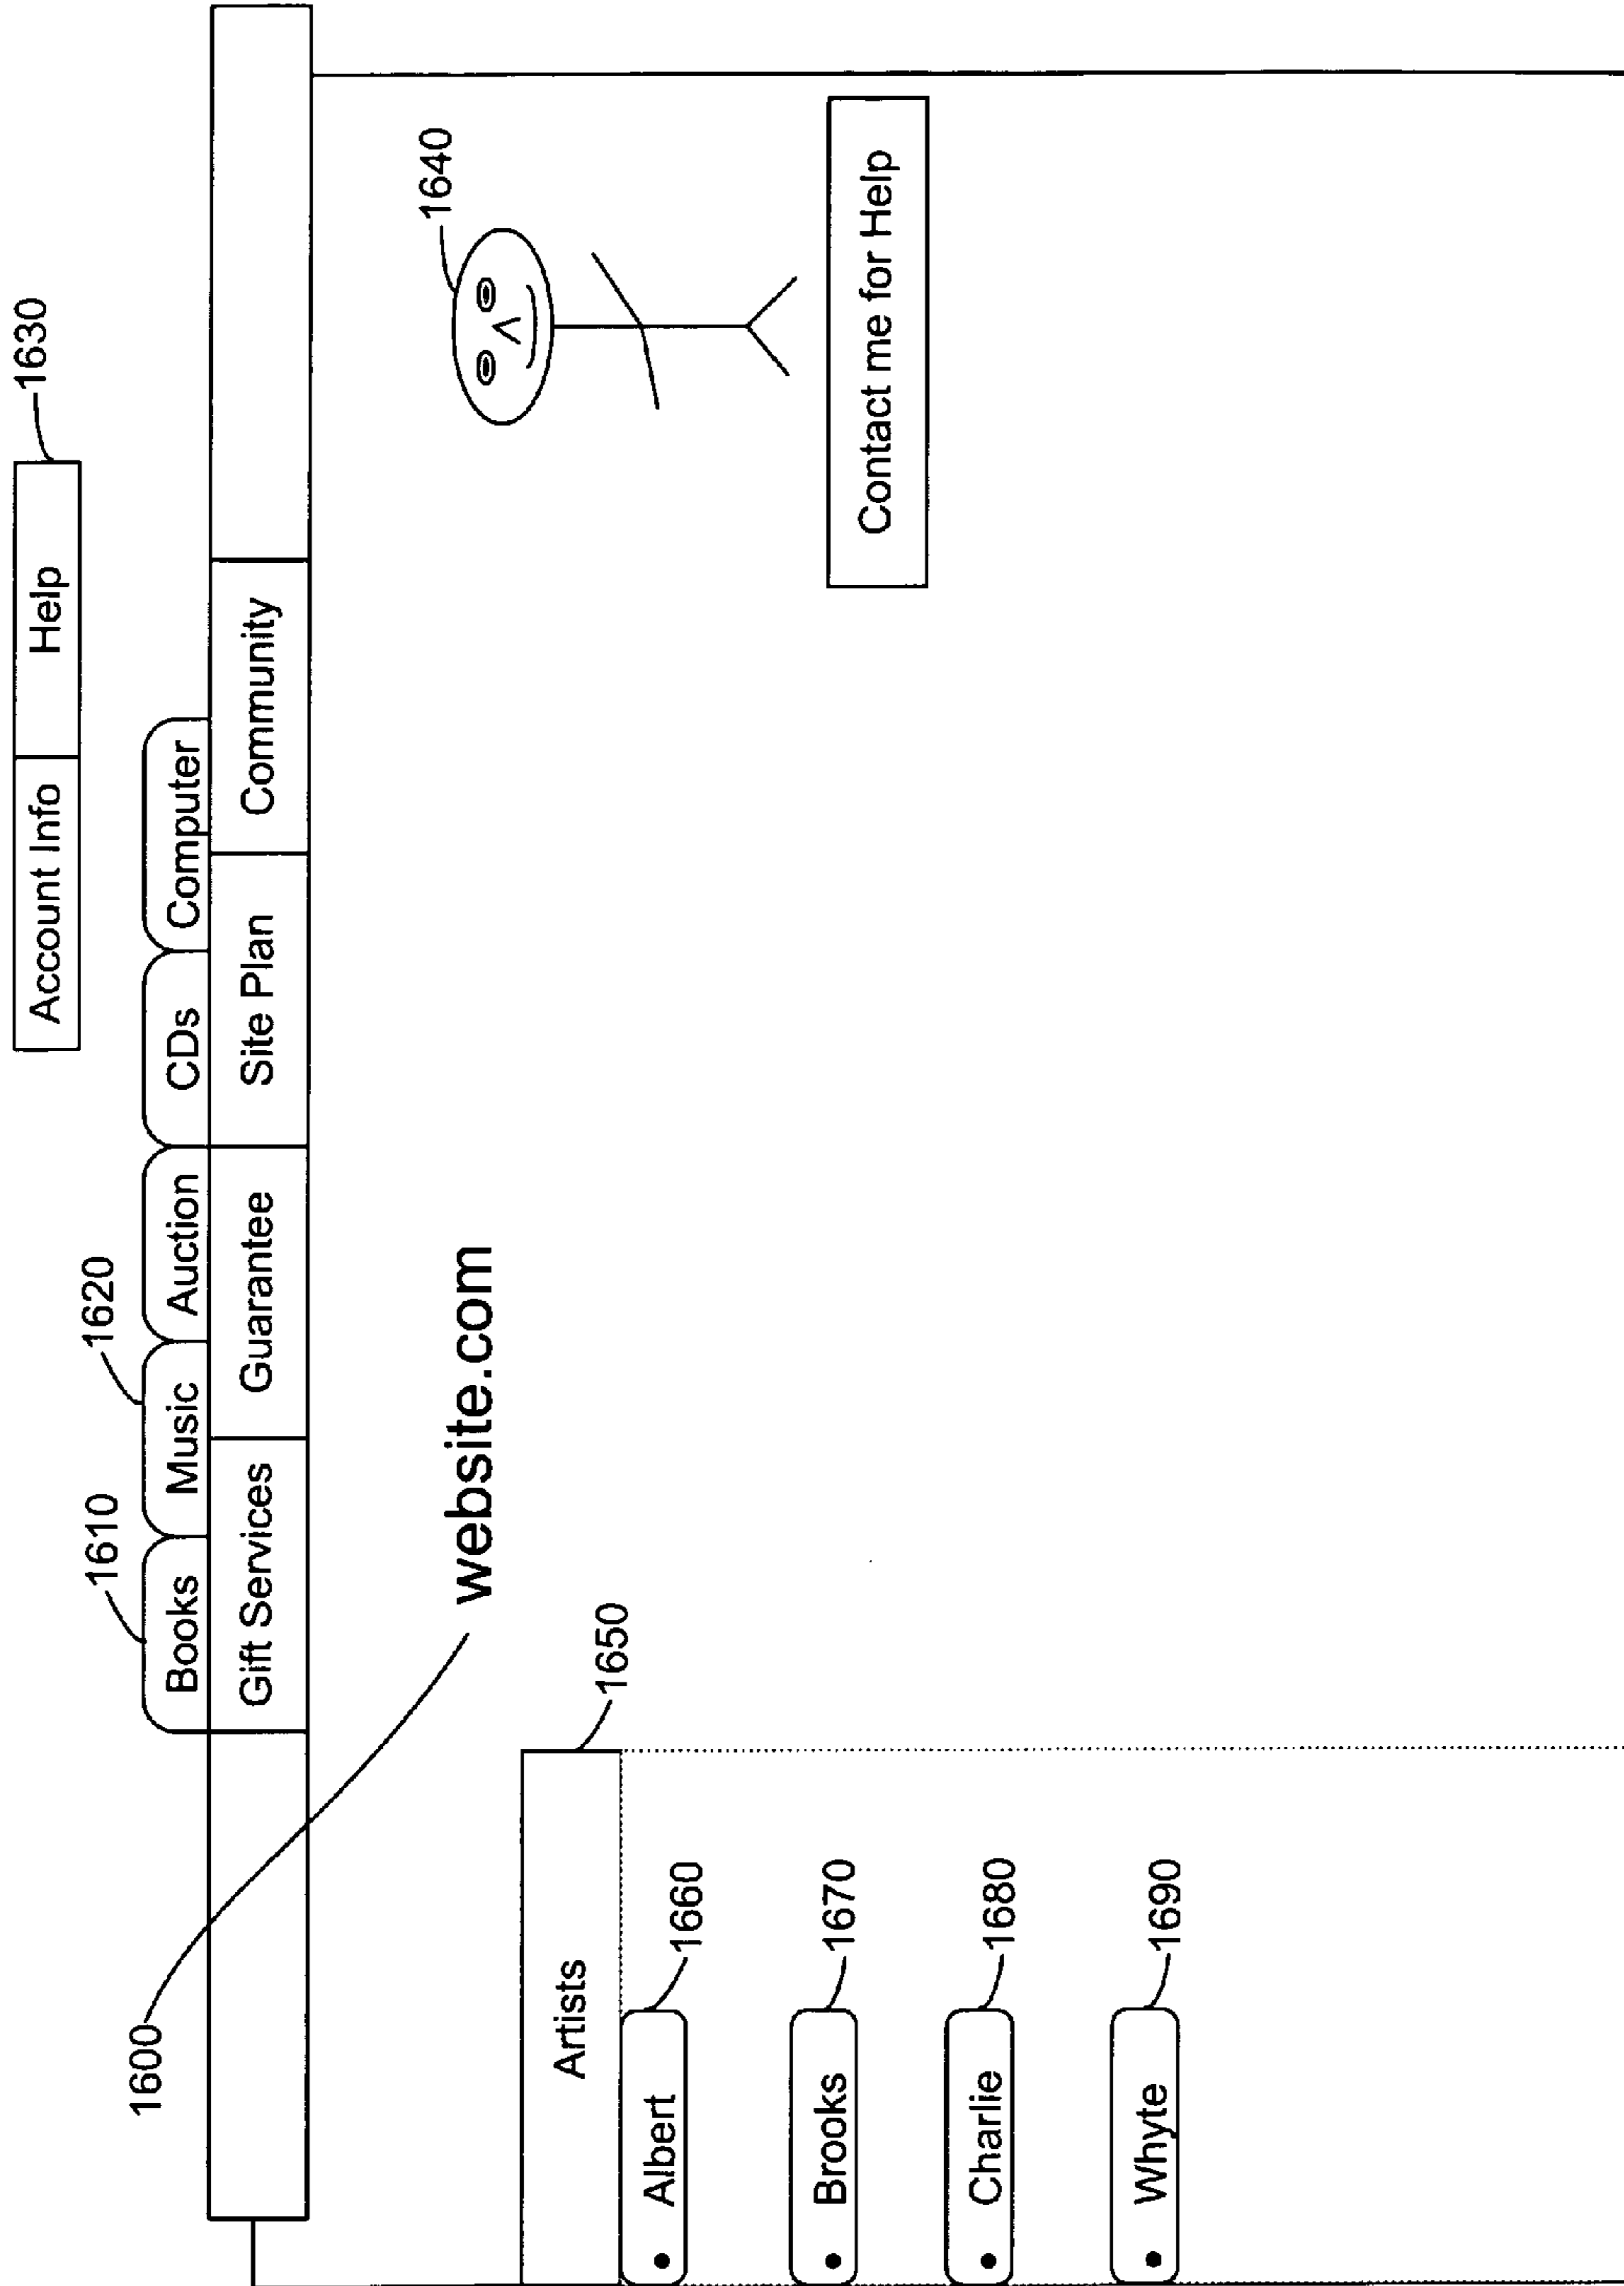 Account Info Help 1630
1610 1620
Books Music Auction CDs Computer
1600
Gift Services Guarantee Site Plan Community
1640
website.com
Artists
1650
Albert 1660
Brooks 1670
Contact me for Help
Charlie 1680
Whyte 1690